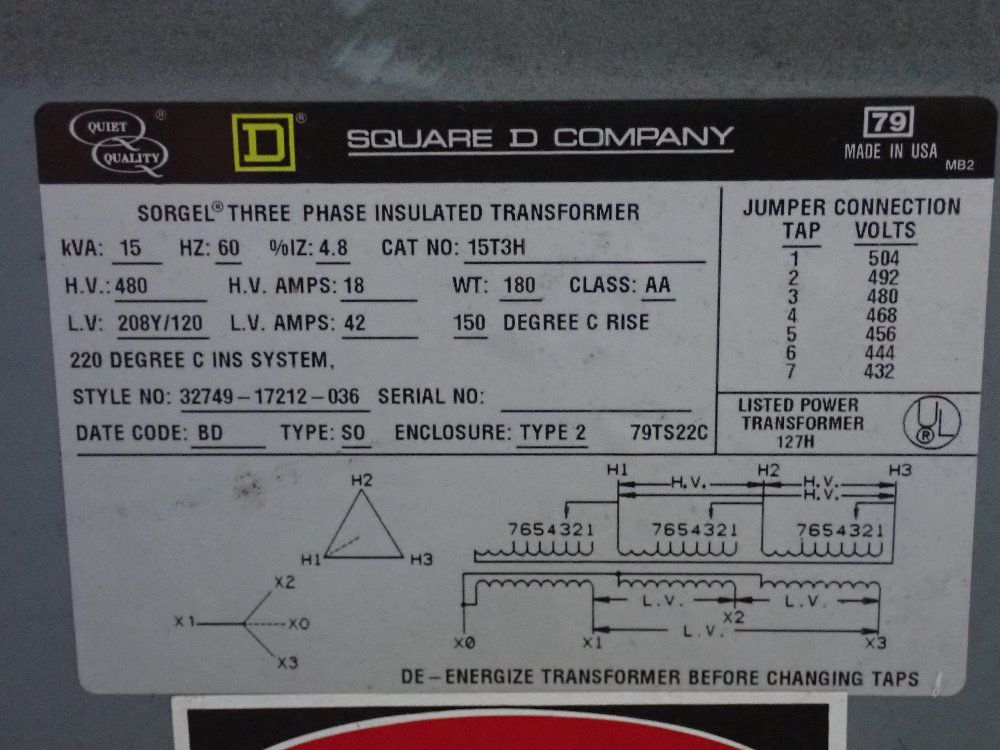 QUIET
QUALITY
®
D
®
SQUARE D COMPANY
79
MADE IN USA
MB2
SORGEL® THREE PHASE INSULATED TRANSFORMER
kVA: 15 HZ: 60 %IZ: 4.8 CAT NO: 15T3H
H.V.: 480 H.V. AMPS: 18 WT: 180 CLASS: AA
L.V: 208Y/120 L.V. AMPS: 42 150 DEGREE C RISE
220 DEGREE C INS SYSTEM,
STYLE NO: 32749-17212-036 SERIAL NO:
DATE CODE: BD TYPE: SO ENCLOSURE: TYPE 2 79TS22C
JUMPER CONNECTION
TAP VOLTS
1 504
2 492
3 480
4 468
5 456
6 444
7 432
LISTED POWER
TRANSFORMER
127H
UL
®
H2
H1 H3
X2
X1 X0
X3
H1 H2 H3
H.V. H.V.
H.V.
7654321 7654321 7654321
L.V. L.V.
X2
L.V.
X0 X1 X3
DE-ENERGIZE TRANSFORMER BEFORE CHANGING TAPS